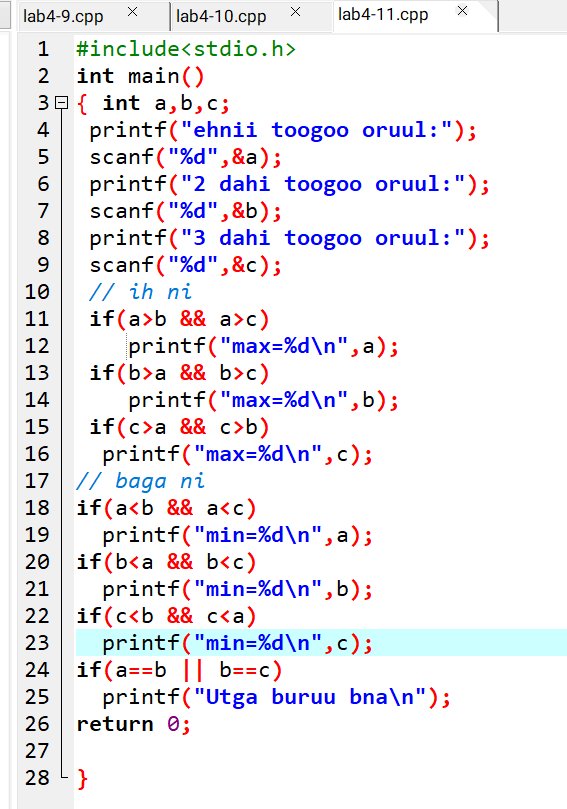 lab4-9.cpp lab4-10.cpp lab4-11.cpp
1 #include<stdio.h>
2 int main()
3 { int a,b,c;
4 printf("ehnii toogoo oruul:");
5 scanf("%d",&a);
6 printf("2 dahi toogoo oruul:");
7 scanf("%d",&b);
8 printf("3 dahi toogoo oruul:");
9 scanf("%d",&c);
10 // ih ni
11 if(a>b && a>c)
12 printf("max=%d\n",a);
13 if(b>a && b>c)
14 printf("max=%d\n",b);
15 if(c>a && c>b)
16 printf("max=%d\n",c);
17 // baga ni
18 if(a<b && a<c)
19 printf("min=%d\n",a);
20 if(b<a && b<c)
21 printf("min=%d\n",b);
22 if(c<b && c<a)
23 printf("min=%d\n",c);
24 if(a==b || b==c)
25 printf("Utga buruu bna\n");
26 return 0;
27
28 }